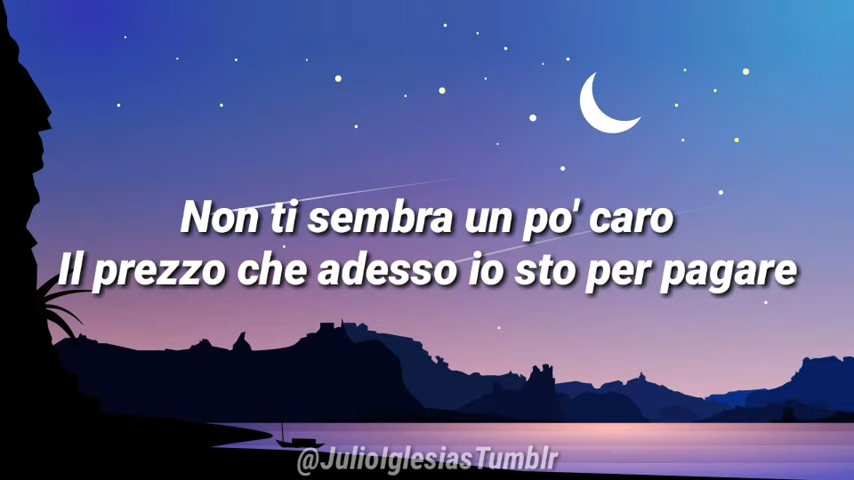 Non ti sembra un po' caro
Il prezzo che adesso io sto per pagare
@JulioIglesiasTumblr